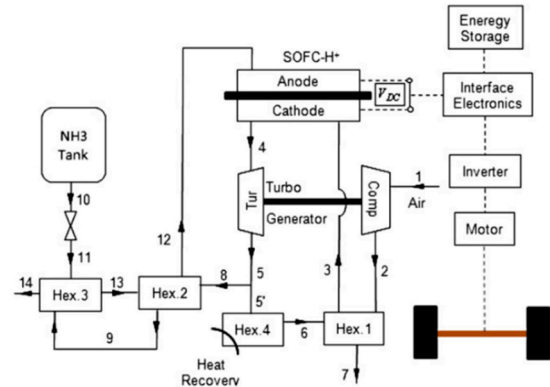 SOFC-H⁺
Anode
Cathode
V_DC
Eneregy
Storage
Interface
Electronics
Inverter
Motor
NH3
Tank
10
11
12
4
Tur
Turbo
Generator
Comp
1
Air
14
Hex.3
13
Hex.2
8
5
5'
3
2
9
Hex.4
6
Hex.1
Heat
Recovery
7